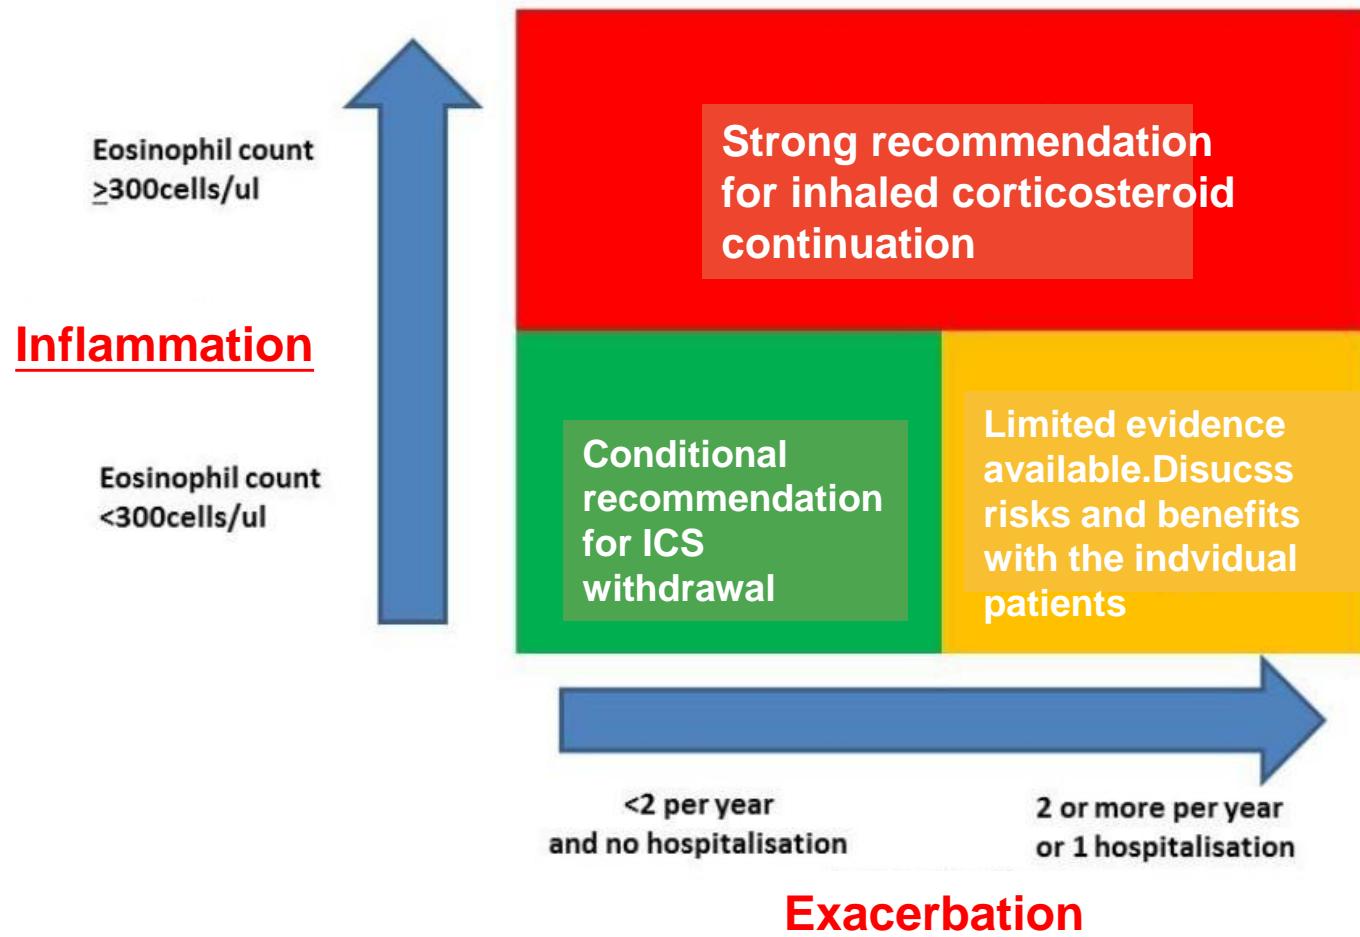 Eosinophil count
≥300cells/ul
Strong recommendation
for inhaled corticosteroid
continuation
Inflammation
Eosinophil count
<300cells/ul
Conditional
recommendation
for ICS
withdrawal
Limited evidence
available.Disucss
risks and benefits
with the indvidual
patients
<2 per year
and no hospitalisation
2 or more per year
or 1 hospitalisation
Exacerbation